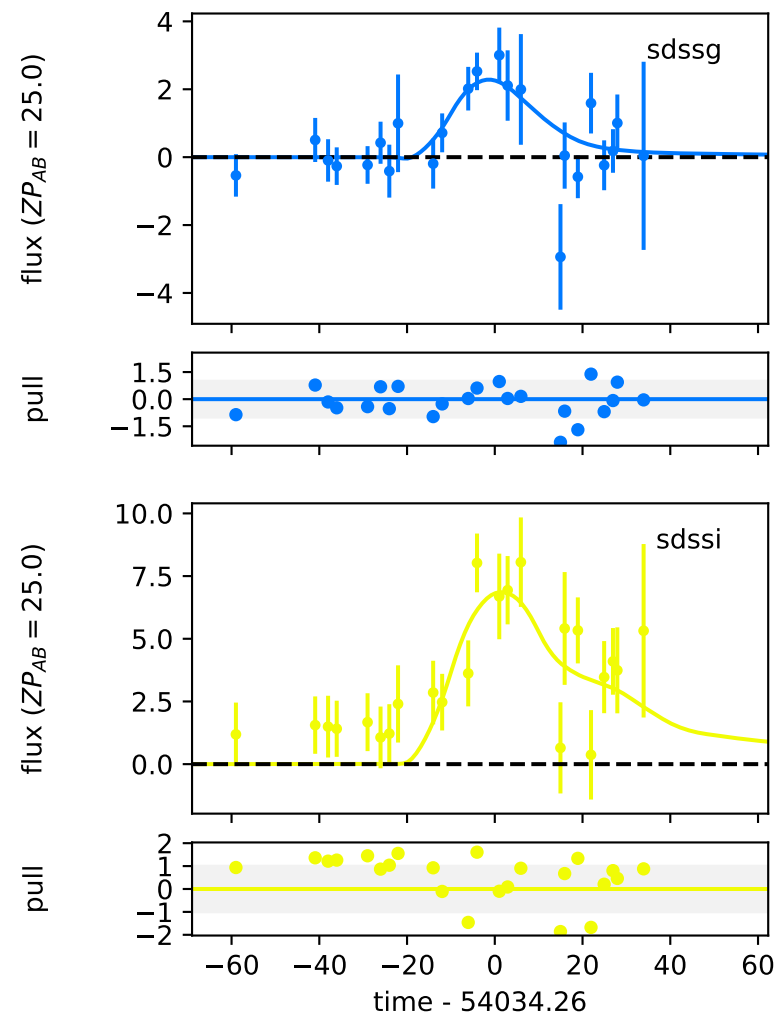 4
2
0
−2
−4
flux (ZP_AB = 25.0)
sdssg
1.5
0.0
−1.5
pull
10.0
7.5
5.0
2.5
0.0
flux (ZP_AB = 25.0)
sdssi
2
1
0
−1
−2
pull
−60 −40 −20 0 20 40 60
time - 54034.26